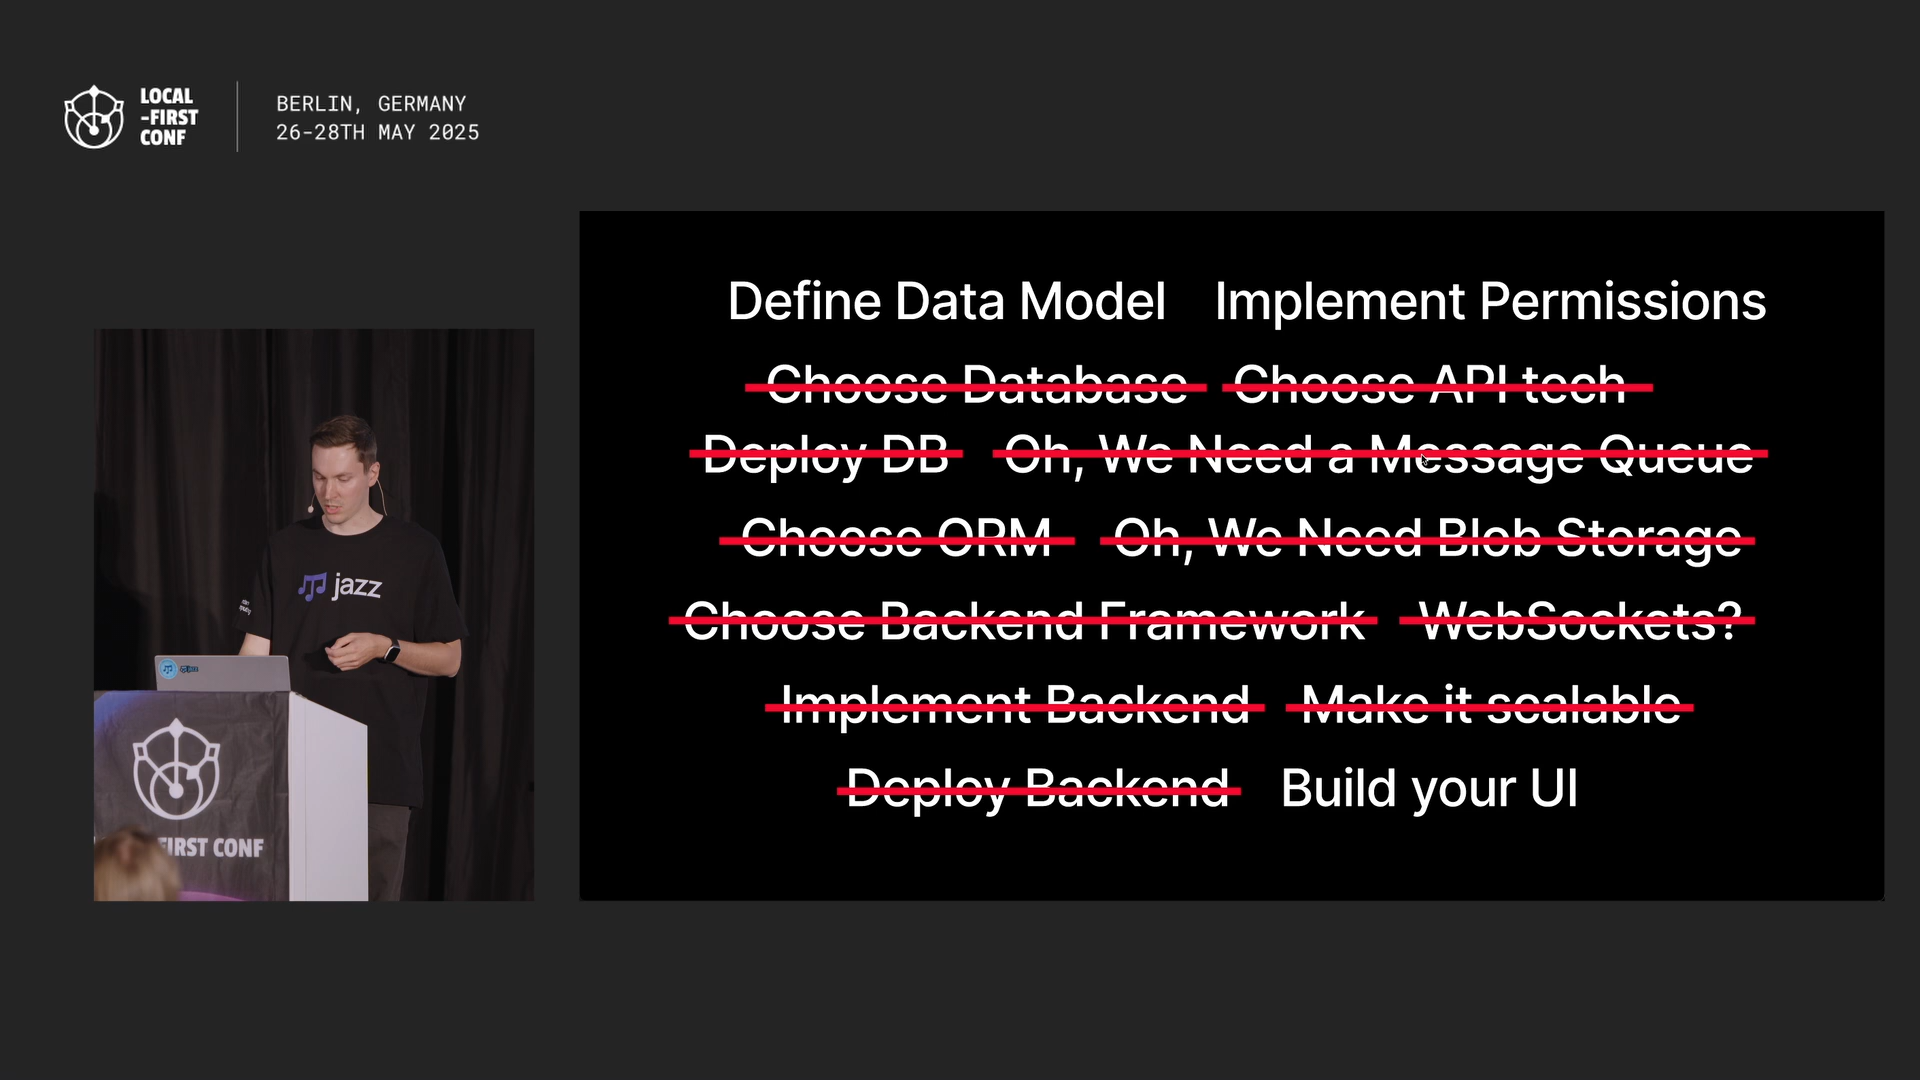 LOCAL
-FIRST
CONF
BERLIN, GERMANY
26-28TH MAY 2025
Define Data Model Implement Permissions
Choose Database Choose API tech
Deploy DB Oh, We Need a Message Queue
Choose ORM Oh, We Need Blob Storage
Choose Backend Framework WebSockets?
Implement Backend Make it scalable
Deploy Backend Build your UI
jazz
jazz
FIRST CONF